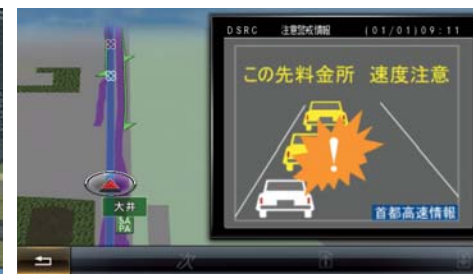 DSRC 注意警戒情報 (01/01)09:11
この先料金所 速度注意
!
首都高速情報
大井
SA
PA
次